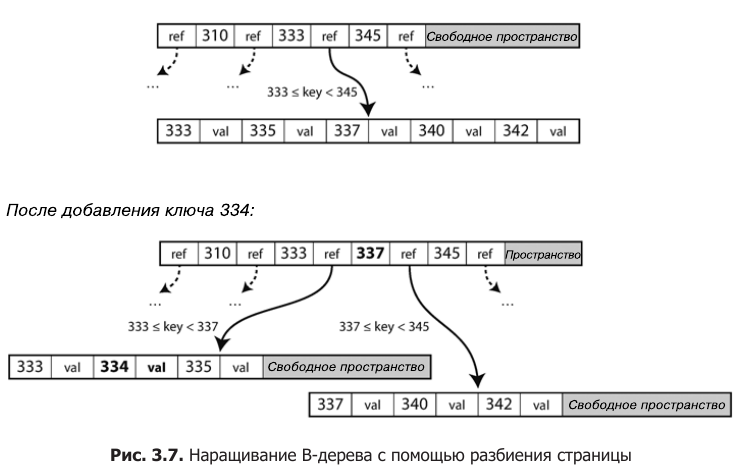 ref 310 ref 333 ref 345 ref Свободное пространство
... ... ...
333 ≤ key < 345
333 val 335 val 337 val 340 val 342 val
После добавления ключа 334:
ref 310 ref 333 ref 337 ref 345 ref Пространство
... ... ...
333 ≤ key < 337 337 ≤ key < 345
333 val 334 val 335 val Свободное пространство
337 val 340 val 342 val Свободное пространство
Рис. 3.7. Наращивание B-дерева с помощью разбиения страницы